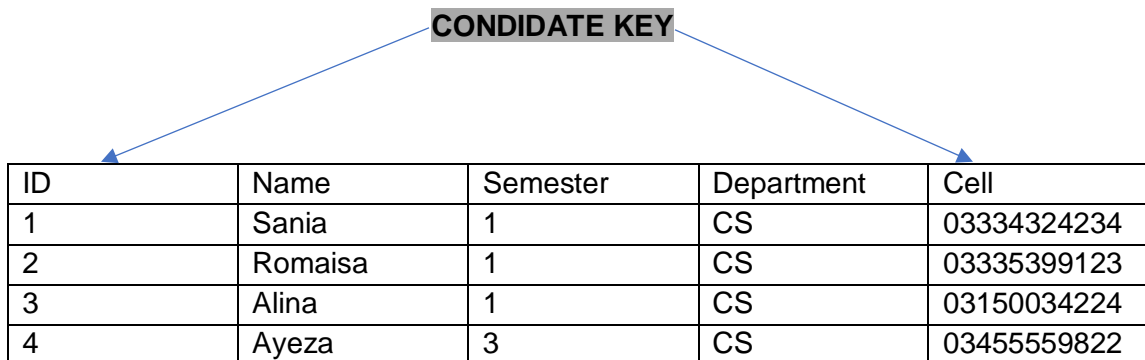 CONDIDATE KEY
ID Name Semester Department Cell
1 Sania 1 CS 03334324234
2 Romaisa 1 CS 03335399123
3 Alina 1 CS 03150034224
4 Ayeza 3 CS 03455559822